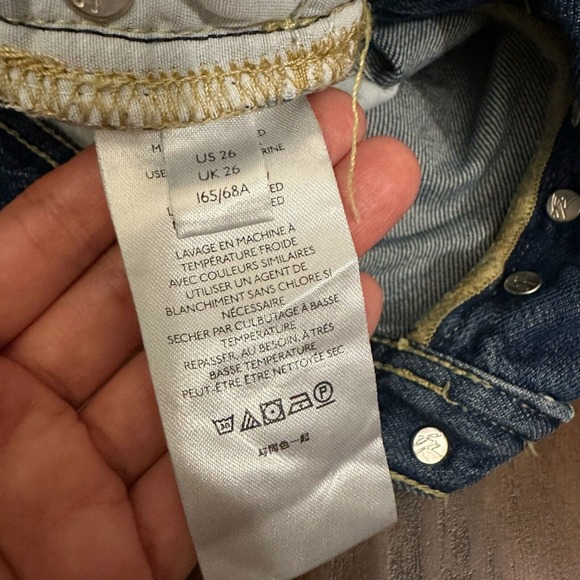 US 26
UK 26
165/68A
LAVAGE EN MACHINE À
TEMPÉRATURE FROIDE
AVEC COULEURS SIMILAIRES
UTILISER UN AGENT DE
BLANCHIMENT SANS CHLORE SI
NÉCESSAIRE
SECHER PAR CULBUTAGE À BASSE
TEMPÉRATURE
REPASSFR, AU BESOIN, À TRÈS
BASSE TEMPÉRATURE
PEUT-ÊTRE ÊTRE NETTOYÉE SEC
30
P